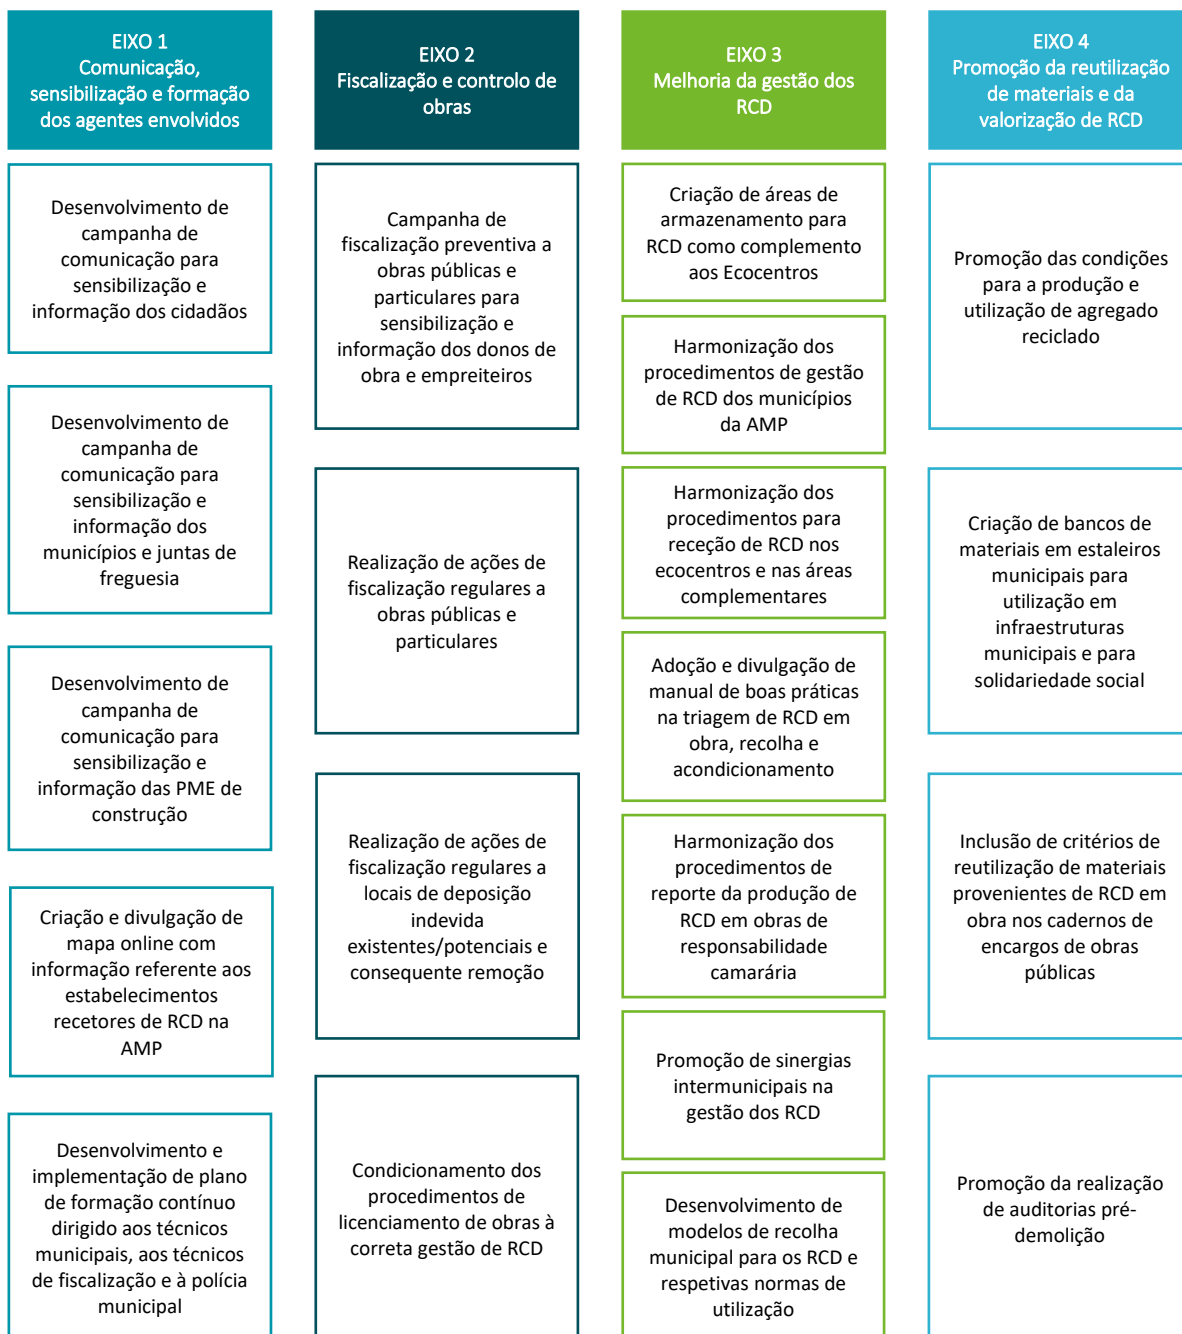 EIXO 1
Comunicação,
sensibilização e formação
dos agentes envolvidos
Desenvolvimento de
campanha de
comunicação para
sensibilização e
informação dos cidadãos
Desenvolvimento de
campanha de
comunicação para
sensibilização e
informação dos
municípios e juntas de
freguesia
Desenvolvimento de
campanha de
comunicação para
sensibilização e
informação das PME de
construção
Criação e divulgação de
mapa online com
informação referente aos
estabelecimentos
recetores de RCD na
AMP
Desenvolvimento e
implementação de plano
de formação contínuo
dirigido aos técnicos
municipais, aos técnicos
de fiscalização e à polícia
municipal
EIXO 2
Fiscalização e controlo de
obras
Campanha de
fiscalização preventiva a
obras públicas e
particulares para
sensibilização e
informação dos donos de
obra e empreiteiros
Realização de ações de
fiscalização regulares a
obras públicas e
particulares
Realização de ações de
fiscalização regulares a
locais de deposição
indevida
existentes/potenciais e
consequente remoção
Condicionamento dos
procedimentos de
licenciamento de obras à
correta gestão de RCD
EIXO 3
Melhoria da gestão dos
RCD
Criação de áreas de
armazenamento para
RCD como complemento
aos Ecocentros
Harmonização dos
procedimentos de gestão
de RCD dos municípios
da AMP
Harmonização dos
procedimentos para
receção de RCD nos
ecocentros e nas áreas
complementares
Adoção e divulgação de
manual de boas práticas
na triagem de RCD em
obra, recolha e
acondicionamento
Harmonização dos
procedimentos de
reporte da produção de
RCD em obras de
responsabilidade
camarária
Promoção de sinergias
intermunicipais na
gestão dos RCD
Desenvolvimento de
modelos de recolha
municipal para os RCD e
respetivas normas de
utilização
EIXO 4
Promoção da reutilização
de materiais e da
valorização de RCD
Promoção das condições
para a produção e
utilização de agregado
reciclado
Criação de bancos de
materiais em estaleiros
municipais para
utilização em
infraestruturas
municipais e para
solidariedade social
Inclusão de critérios de
reutilização de materiais
provenientes de RCD em
obra nos cadernos de
encargos de obras
públicas
Promoção da realização
de auditorias pré-
demolição